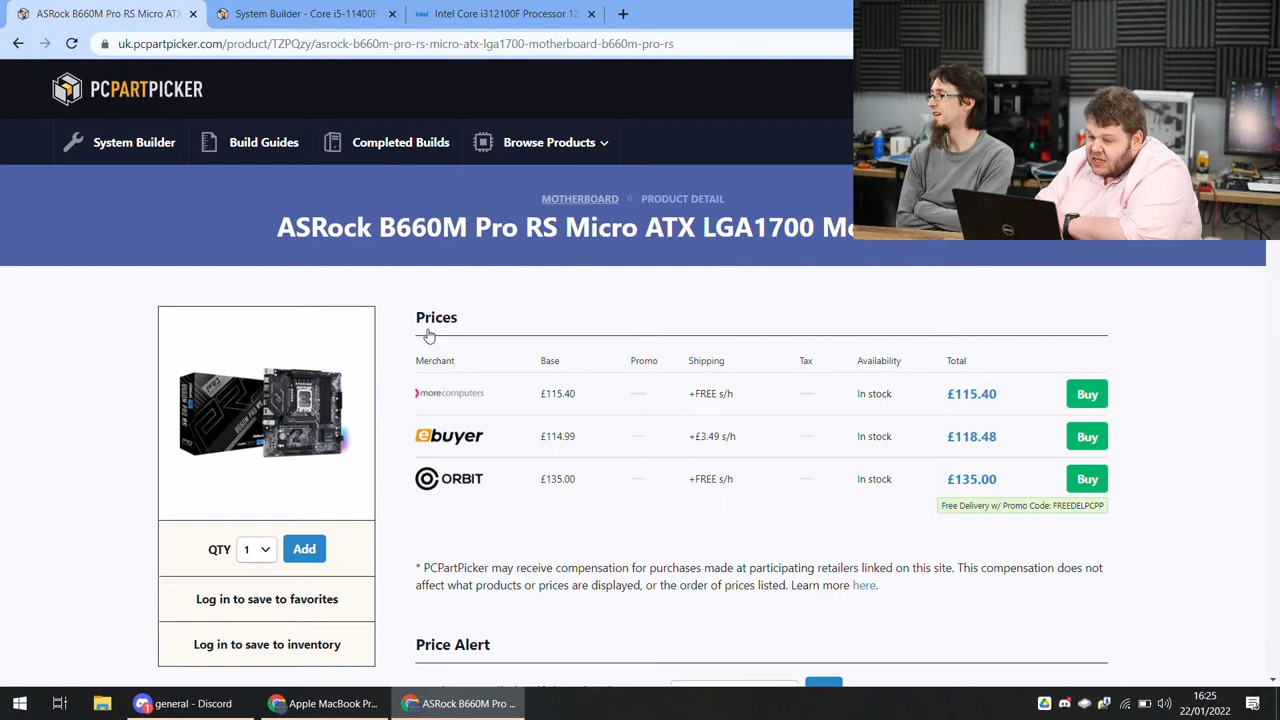 ASRock B660M Pro RS Micro ATX
System Builder - Core i5-11400F
intel
Intel Core i312100F Processor 12
uk.pcpartpicker.com/product/TZPQzy/asrock-b660m-pro-rs-micro-atx-lga1700-motherboard-b660m-pro-rs
PCPARTPICKER
System Builder
Build Guides
Completed Builds
Browse Products
MOTHERBOARD
PRODUCT DETAIL
ASRock B660M Pro RS Micro ATX LGA1700 Mo
Prices
Merchant Base Promo Shipping Tax Availability Total
morecomputers £115.40 — +FREE s/h — In stock £115.40 Buy
ebuyer £114.99 — +£3.49 s/h — In stock £118.48 Buy
ORBIT £135.00 — +FREE s/h — In stock £135.00 Buy
Free Delivery w/ Promo Code: FREEDELPCPP
QTY 1 Add
Log in to save to favorites
Log in to save to inventory
* PCPartPicker may receive compensation for purchases made at participating retailers linked on this site. This compensation does not
affect what products or prices are displayed, or the order of prices listed. Learn more here.
Price Alert
general - Discord
Apple Macbook P
ASRock B660M Pro...
16:25
22/01/2022